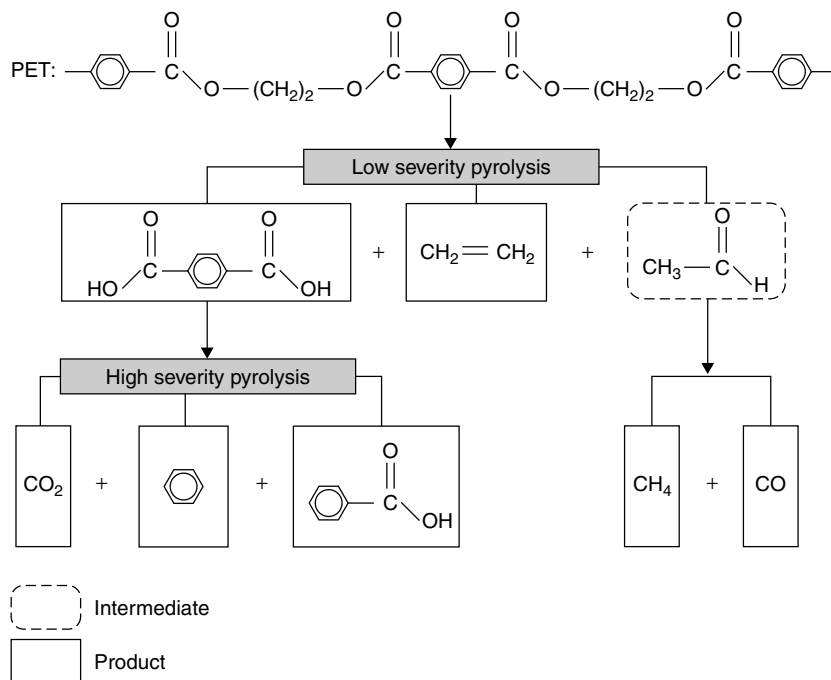 PET:
O O O O
C O (CH2)2 O C C O (CH2)2 O C
Low severity pyrolysis
O O
C C
HO OH
+
CH2 CH2
+
O
CH3 C
H
High severity pyrolysis
CO2 + + O
C
OH
CH4 + CO
Intermediate
Product